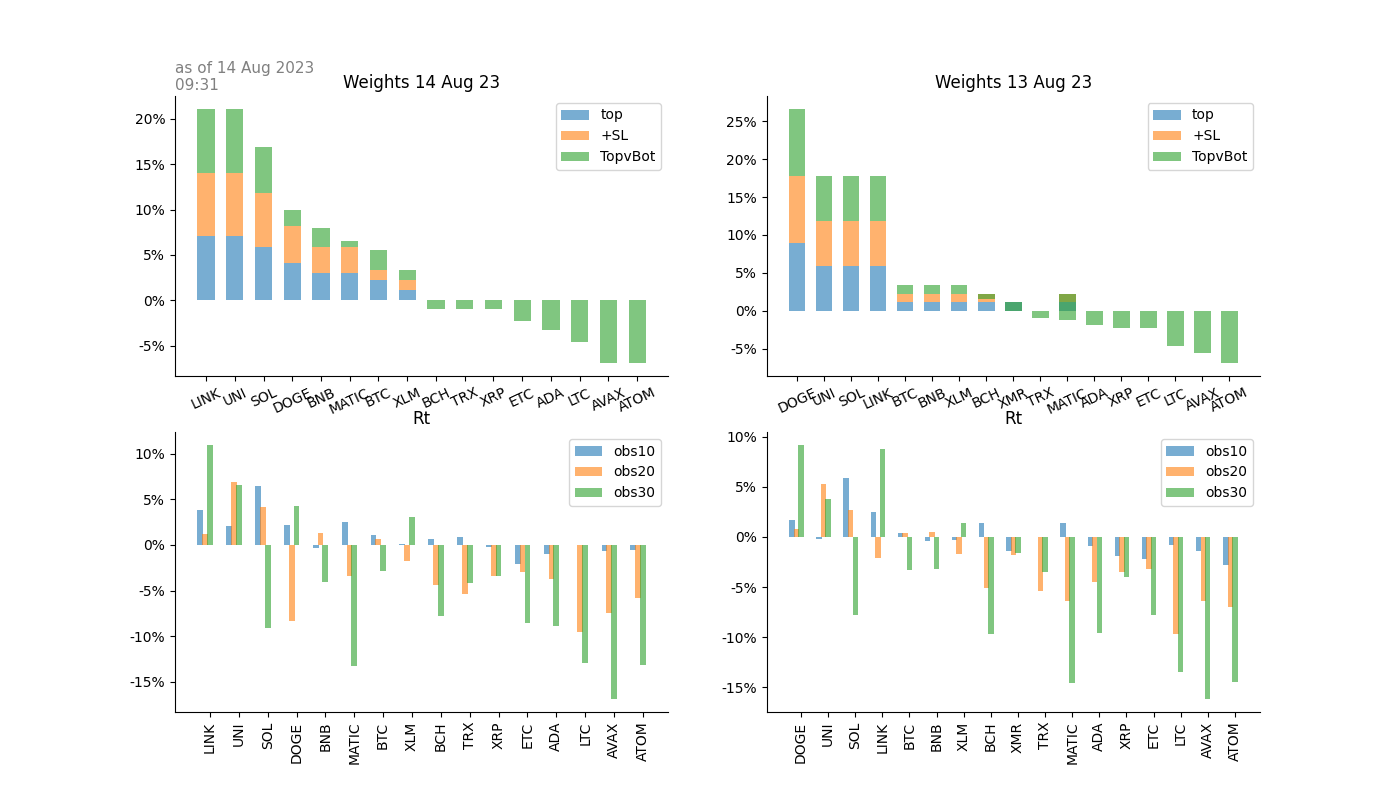 as of 14 Aug 2023
09:31
Weights 14 Aug 23
20%
15%
10%
5%
0%
-5%
top
+SL
TopvBot
LINK UNI SOL DOGE BNB MATIC BTC XLM BCH TRX XRP ETC ADA LTC AVAX ATOM
Weights 13 Aug 23
25%
20%
15%
10%
5%
0%
-5%
top
+SL
TopvBot
DOGE UNI SOL LINK BTC BNB XLM BCH XMR TRX MATIC ADA XRP ETC LTC AVAX ATOM
Rt
10%
5%
0%
-5%
-10%
-15%
obs10
obs20
obs30
LINK UNI SOL DOGE BNB MATIC BTC XLM BCH TRX XRP ETC ADA LTC AVAX ATOM
Rt
10%
5%
0%
-5%
-10%
-15%
obs10
obs20
obs30
DOGE UNI SOL LINK BTC BNB XLM BCH XMR TRX MATIC ADA XRP ETC LTC AVAX ATOM